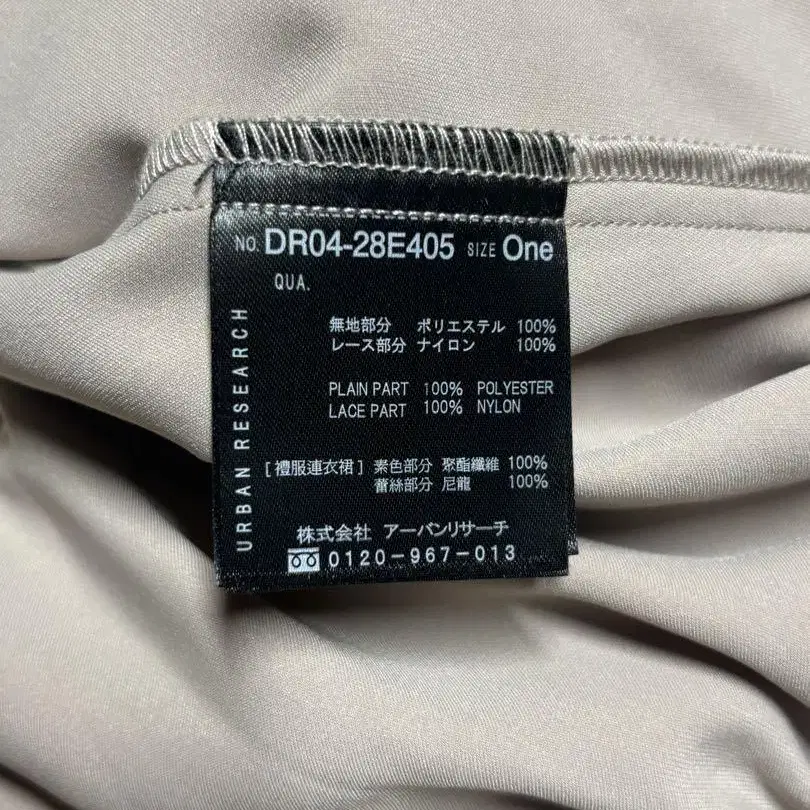 NO. DR04-28E405 SIZE One
QUA.
無地部分 ポリエステル 100%
レース部分 ナイロン 100%
PLAIN PART 100% POLYESTER
LACE PART 100% NYLON
[禮服連衣裙] 素色部分 聚酯纖維 100%
蕾絲部分 尼龍 100%
株式会社 アーバンリサーチ
0120-967-013
URBAN RESEARCH